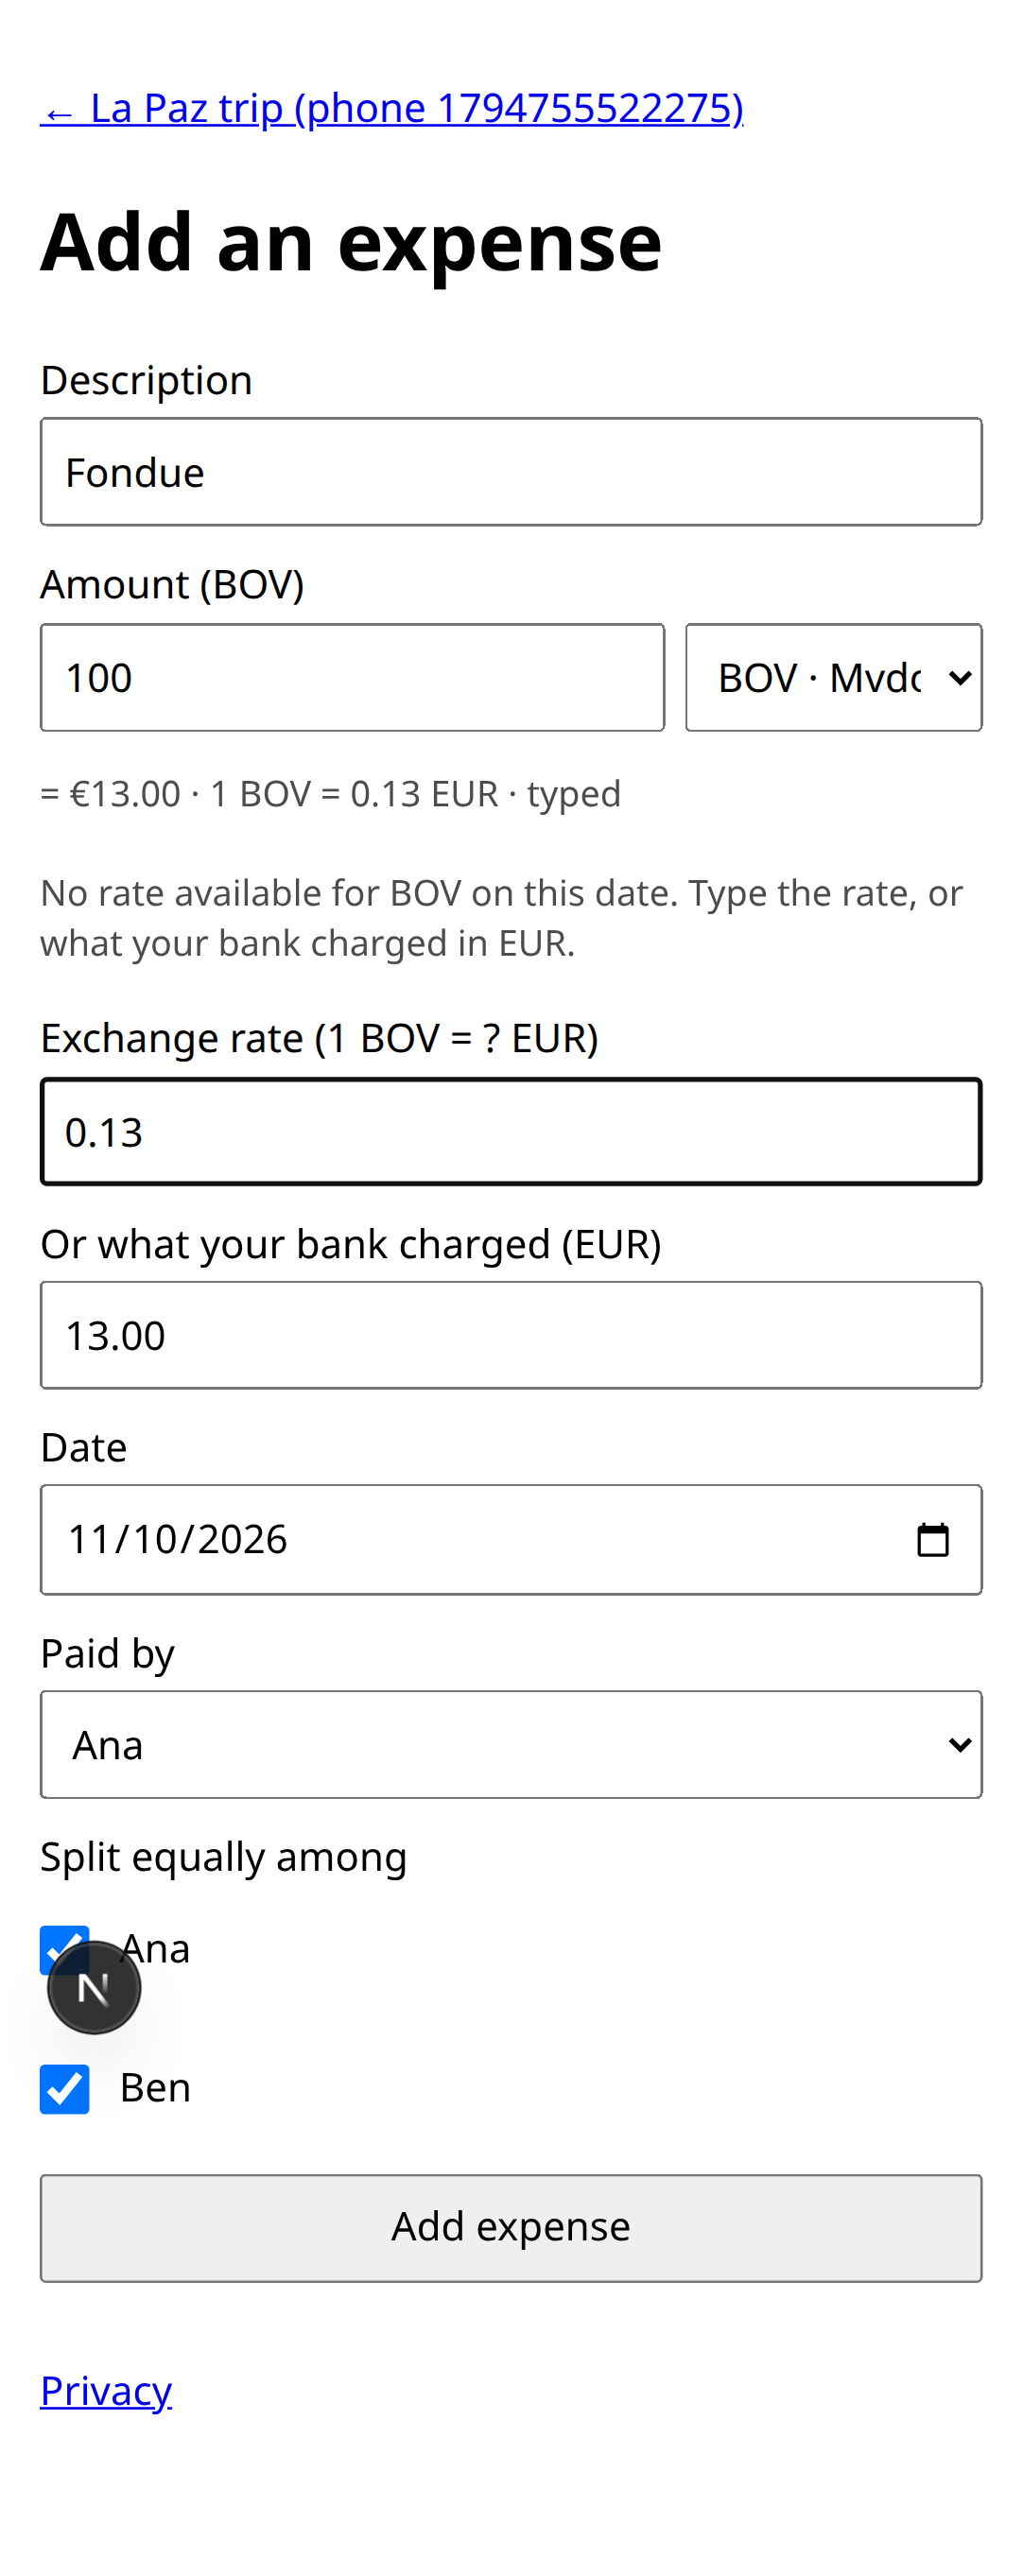 ← La Paz trip (phone 1794755522275)
Add an expense
Description
Fondue
Amount (BOV)
100
BOV · Mvdo
= €13.00 · 1 BOV = 0.13 EUR · typed
No rate available for BOV on this date. Type the rate, or
what your bank charged in EUR.
Exchange rate (1 BOV = ? EUR)
0.13
Or what your bank charged (EUR)
13.00
Date
11/10/2026
Paid by
Ana
Split equally among
Ana
N
Ben
Add expense
Privacy